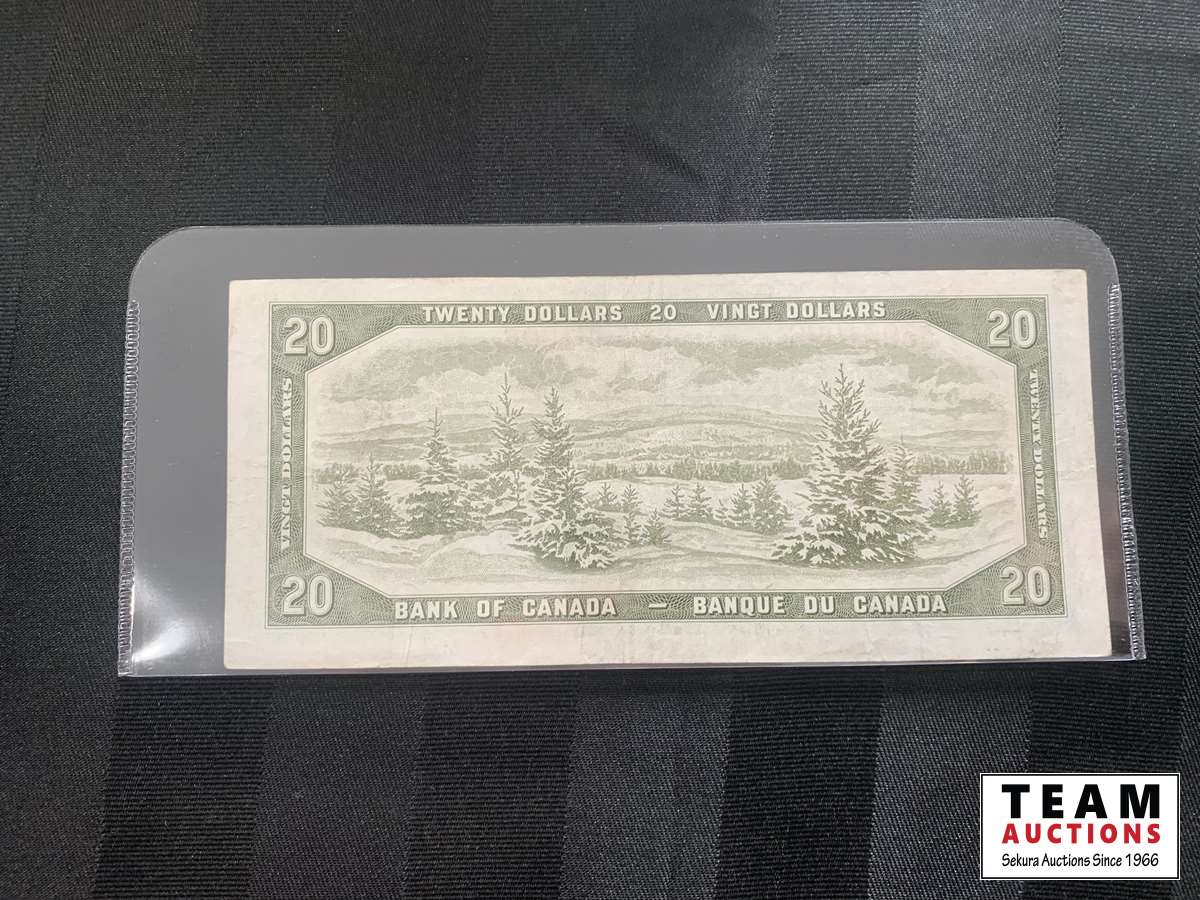 TWENTY DOLLARS 20 VINGT DOLLARS
20
20
VINGT DOLLARS
TWENTY DOLLARS
20
20
BANK OF CANADA — BANQUE DU CANADA
TEAM
AUCTIONS
Sekura Auctions Since 1966